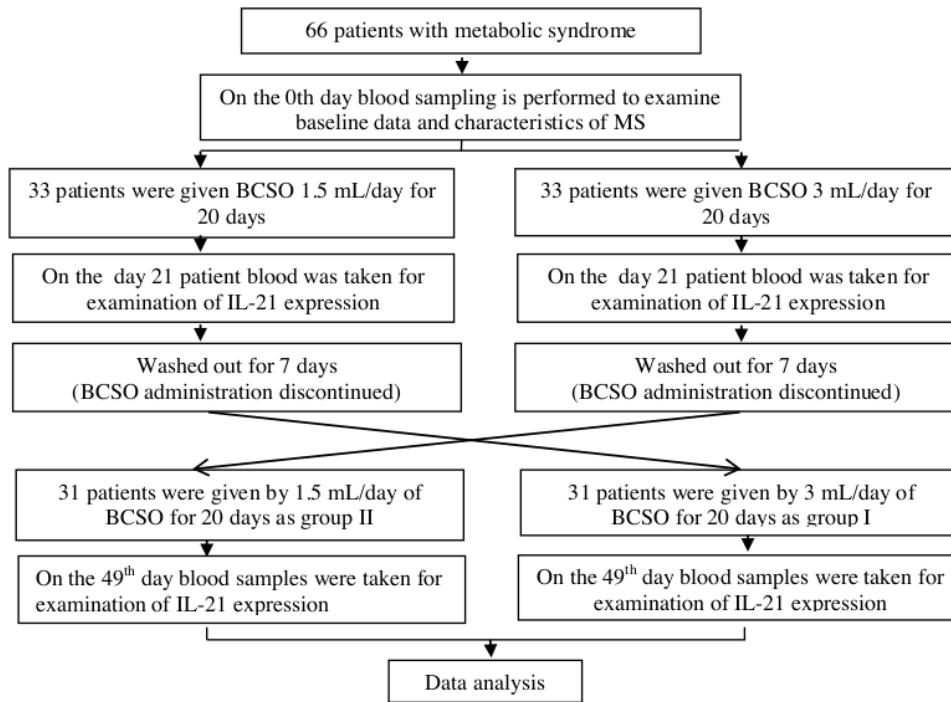 66 patients with metabolic syndrome
On the 0th day blood sampling is performed to examine
baseline data and characteristics of MS
33 patients were given BCSO 1.5 mL/day for
20 days
33 patients were given BCSO 3 mL/day for
20 days
On the day 21 patient blood was taken for
examination of IL-21 expression
On the day 21 patient blood was taken for
examination of IL-21 expression
Washed out for 7 days
(BCSO administration discontinued)
Washed out for 7 days
(BCSO administration discontinued)
31 patients were given by 1.5 mL/day of
BCSO for 20 days as group II
31 patients were given by 3 mL/day of
BCSO for 20 days as group I
On the 49th day blood samples were taken for
examination of IL-21 expression
On the 49th day blood samples were taken for
examination of IL-21 expression
Data analysis